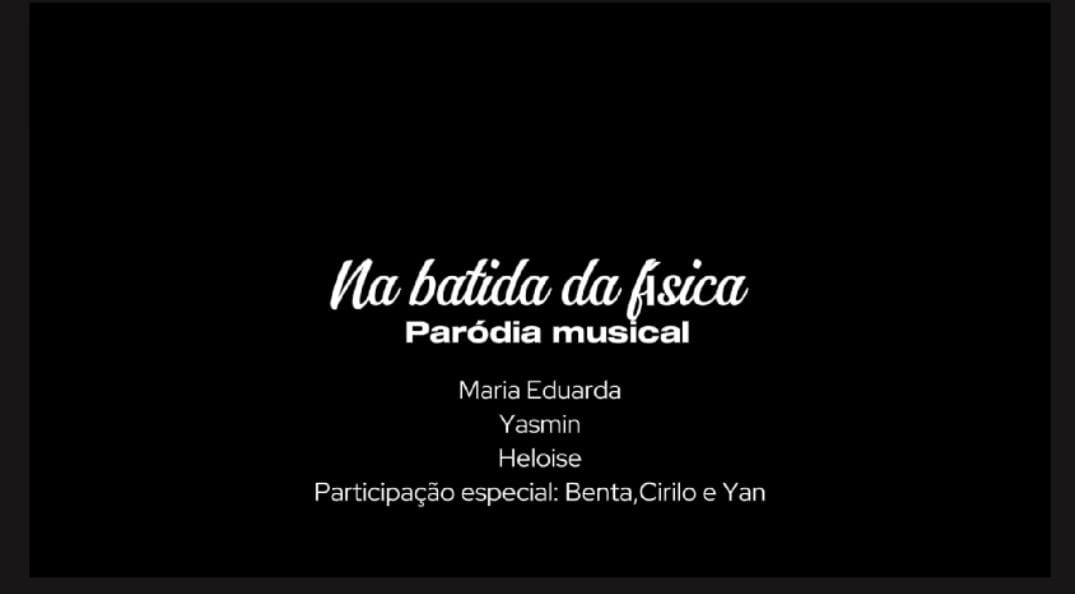 Na batida da física
Paródia musical
Maria Eduarda
Yasmin
Heloise
Participação especial: Benta,Cirilo e Yan